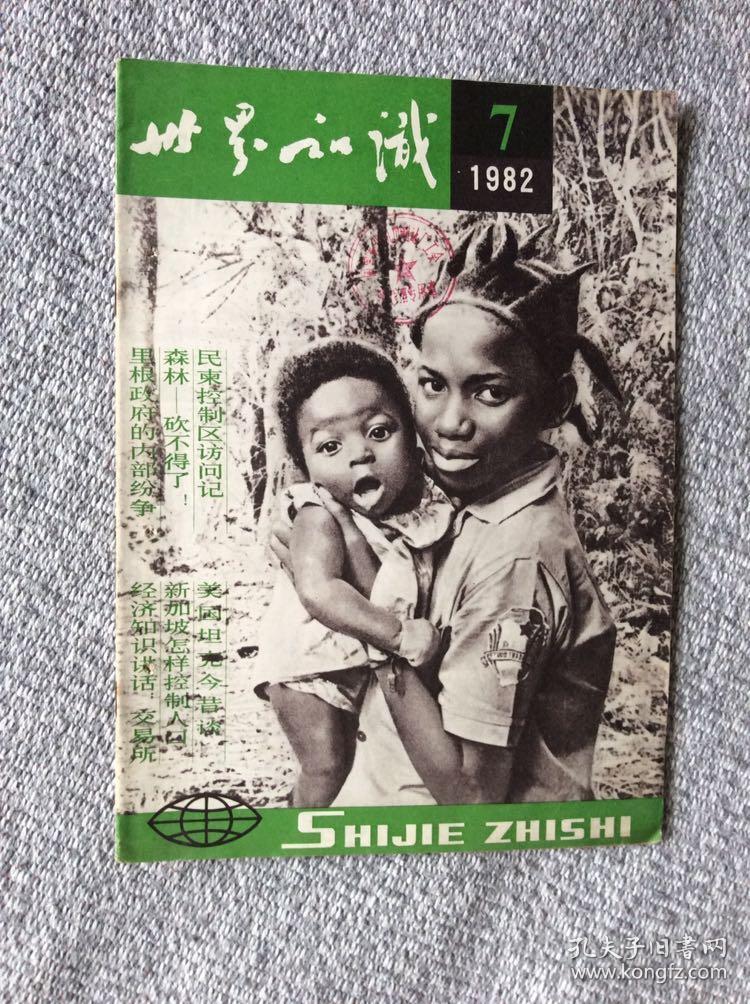 世界知識
7
1982
民柬控制区访问记
森林——砍不得了！
里根政府的内部纷争
美国坦克今昔谈
新加坡怎样控制人口
经济知识讲话 交易所
SHIJIE ZHISHI
孔夫子旧書网
www.kongfz.com